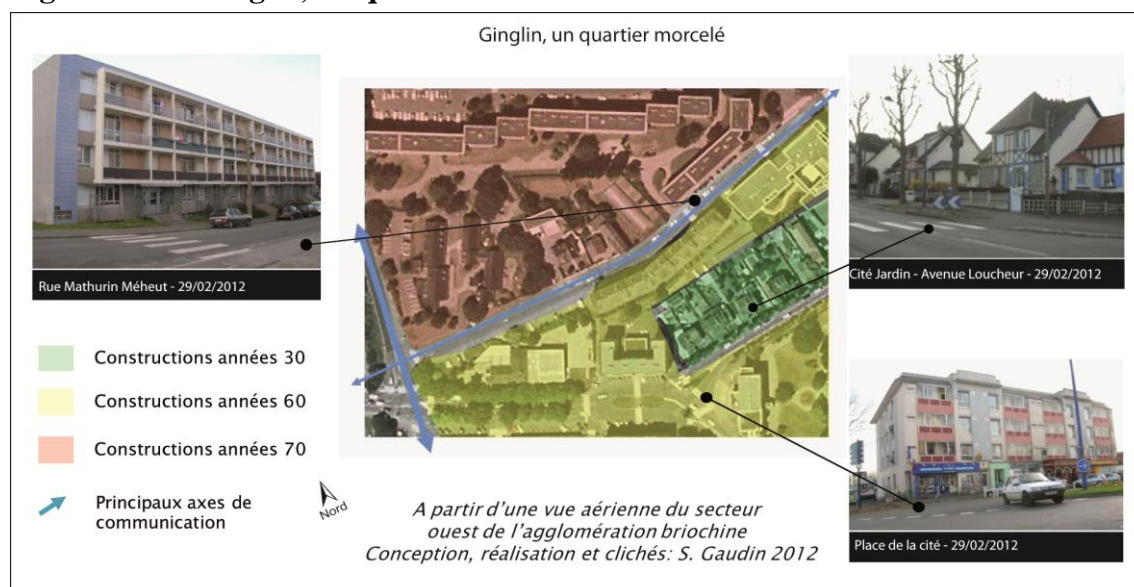 Ginglin, un quartier morcelé
Rue Mathurin Méheut - 29/02/2012
Cité Jardin - Avenue Loucheur - 29/02/2012
Constructions années 30
Constructions années 60
Constructions années 70
Principaux axes de
communication
Nord
A partir d'une vue aérienne du secteur
ouest de l'agglomération briochine
Conception, réalisation et clichés: S. Gaudin 2012
Place de la cité - 29/02/2012